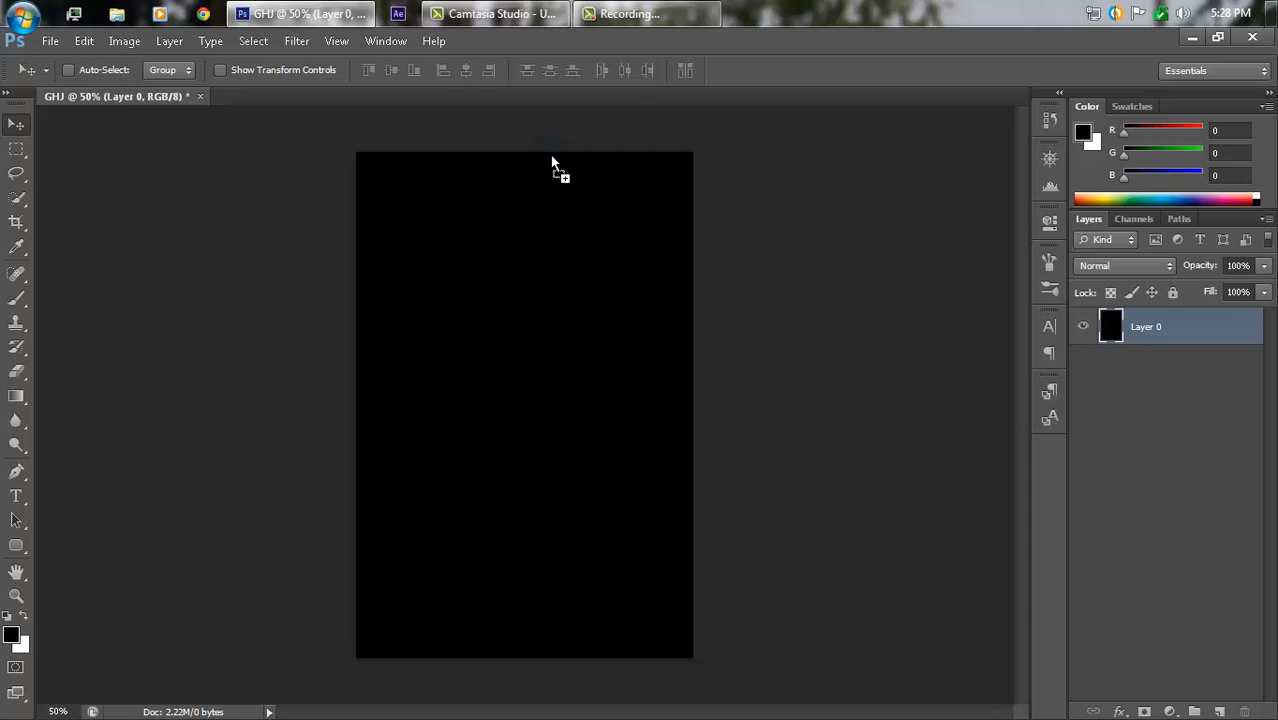 GHJ @ 50% (Layer 0, ...
Ae
Camtasia Studio - U...
Recording...
5:28 PM
Ps
File Edit Image Layer Type Select Filter View Window Help
Auto-Select: Group Show Transform Controls Essentials
GHJ @ 50% (Layer 0, RGB/8) * ×
Color Swatches
R 0
G 0
B 0
Layers Channels Paths
Kind
Normal Opacity: 100%
Lock: Fill: 100%
Layer 0
50% Doc: 2.22M/0 bytes